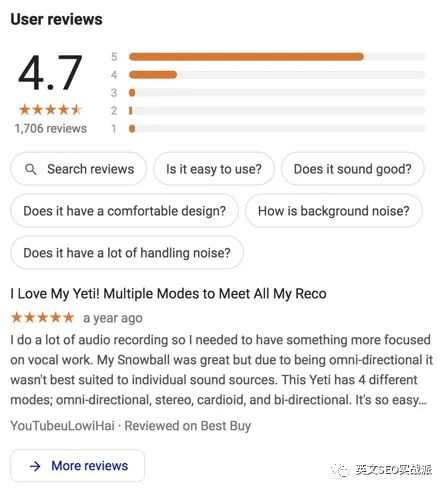 User reviews
4.7
1,706 reviews
5
4
3
2
1
Search reviews
Is it easy to use?
Does it sound good?
Does it have a comfortable design?
How is background noise?
Does it have a lot of handling noise?
I Love My Yeti! Multiple Modes to Meet All My Reco
a year ago
I do a lot of audio recording so I needed to have something more focused
on vocal work. My Snowball was great but due to being omni-directional it
wasn't best suited to individual sound sources. This Yeti has 4 different
modes; omni-directional, stereo, cardioid, and bi-directional. It's so easy…
YouTubeuLowiHai · Reviewed on Best Buy
More reviews
英文SEO实战派